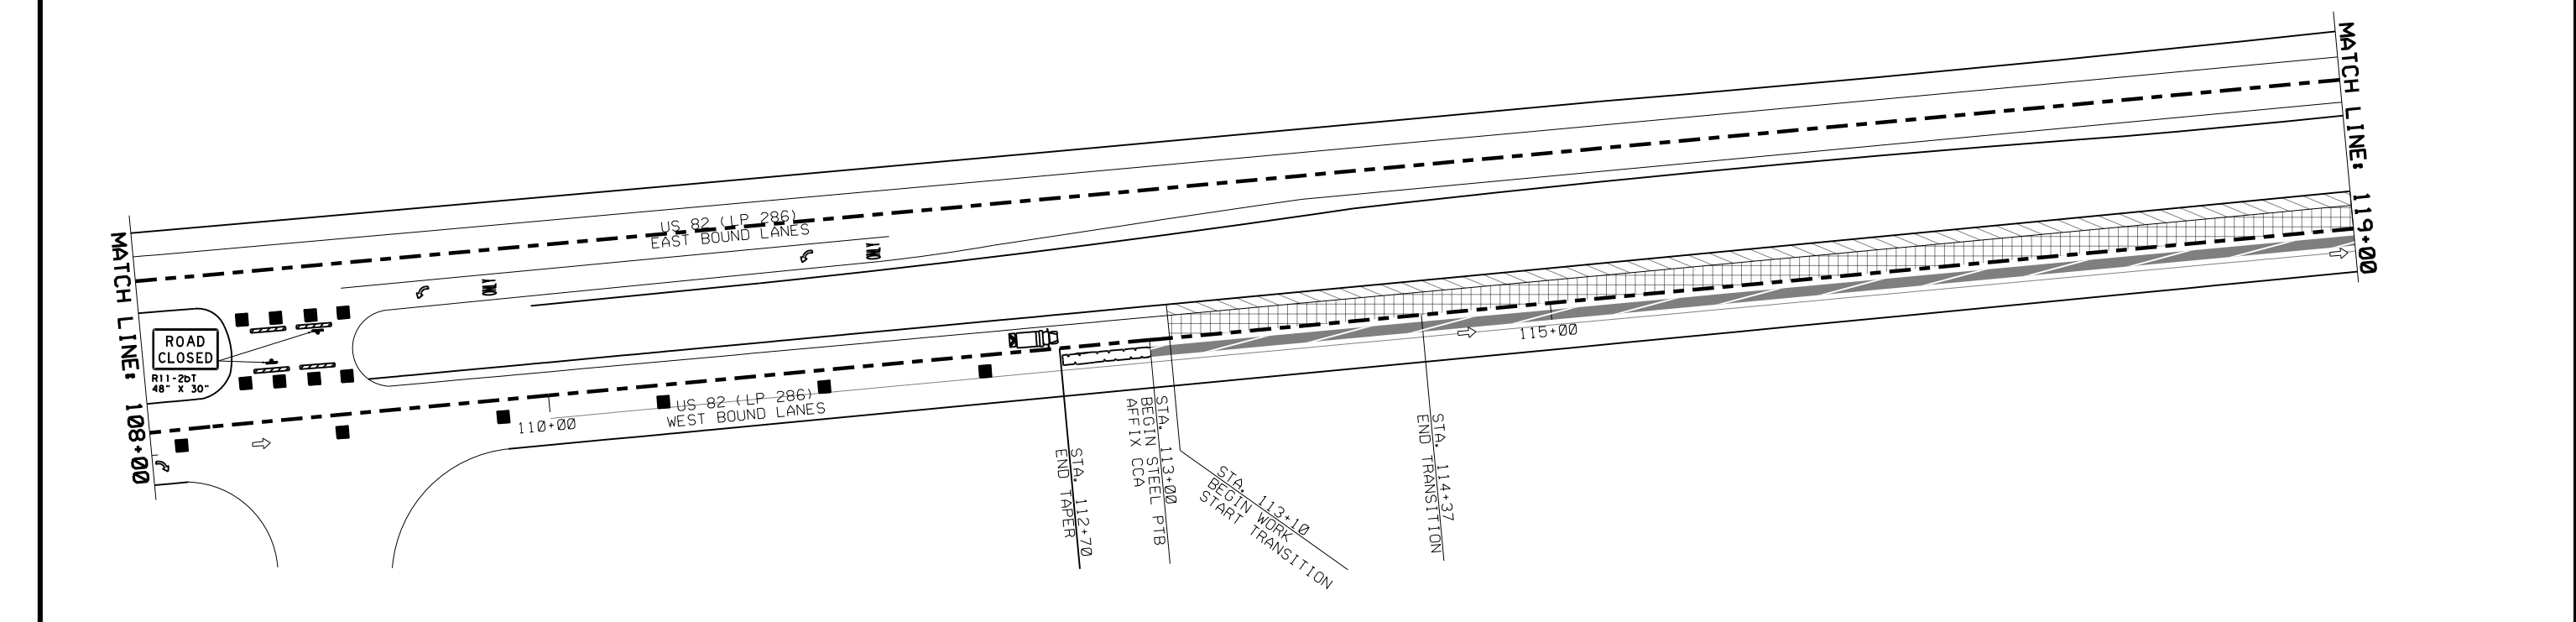 MATCH LINE: 108+00
ROAD
CLOSED
R11-2bT
48" X 30"
US 82 (LP 286)
EAST BOUND LANES
ONLY
ONLY
110+00
US 82 (LP 286)
WEST BOUND LANES
STA. 112+70
END TAPER
STA. 113+00
BEGIN STEEL PTB
AFFIX CCA
STA. 113+10
BEGIN WORK
START TRANSITION
STA. 114+37
END TRANSITION
115+00
MATCH LINE: 119+00